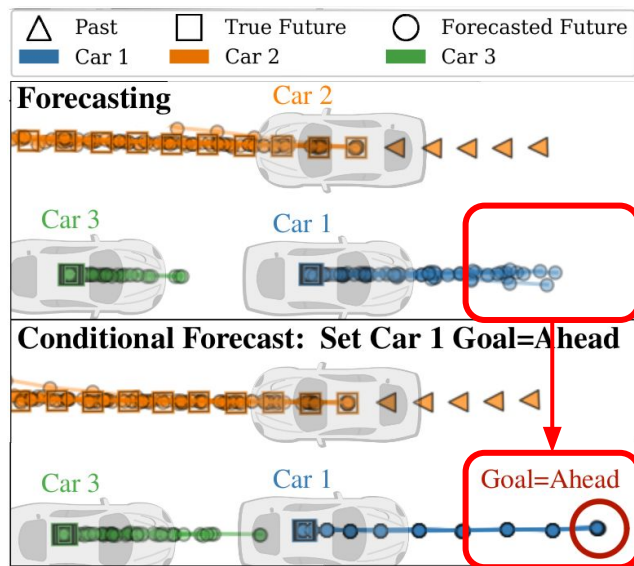 Past True Future Forecasted Future
Car 1 Car 2 Car 3
Forecasting
Car 2
Car 3 Car 1
Conditional Forecast: Set Car 1 Goal=Ahead
Car 3 Car 1 Goal=Ahead